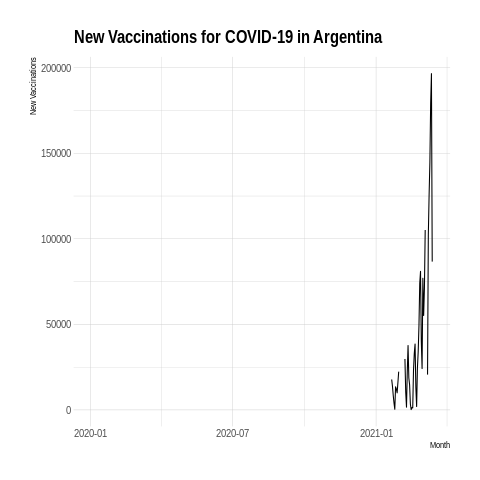 New Vaccinations for COVID-19 in Argentina
New Vaccinations
200000
150000
100000
50000
0
2020-01
2020-07
2021-01
Month